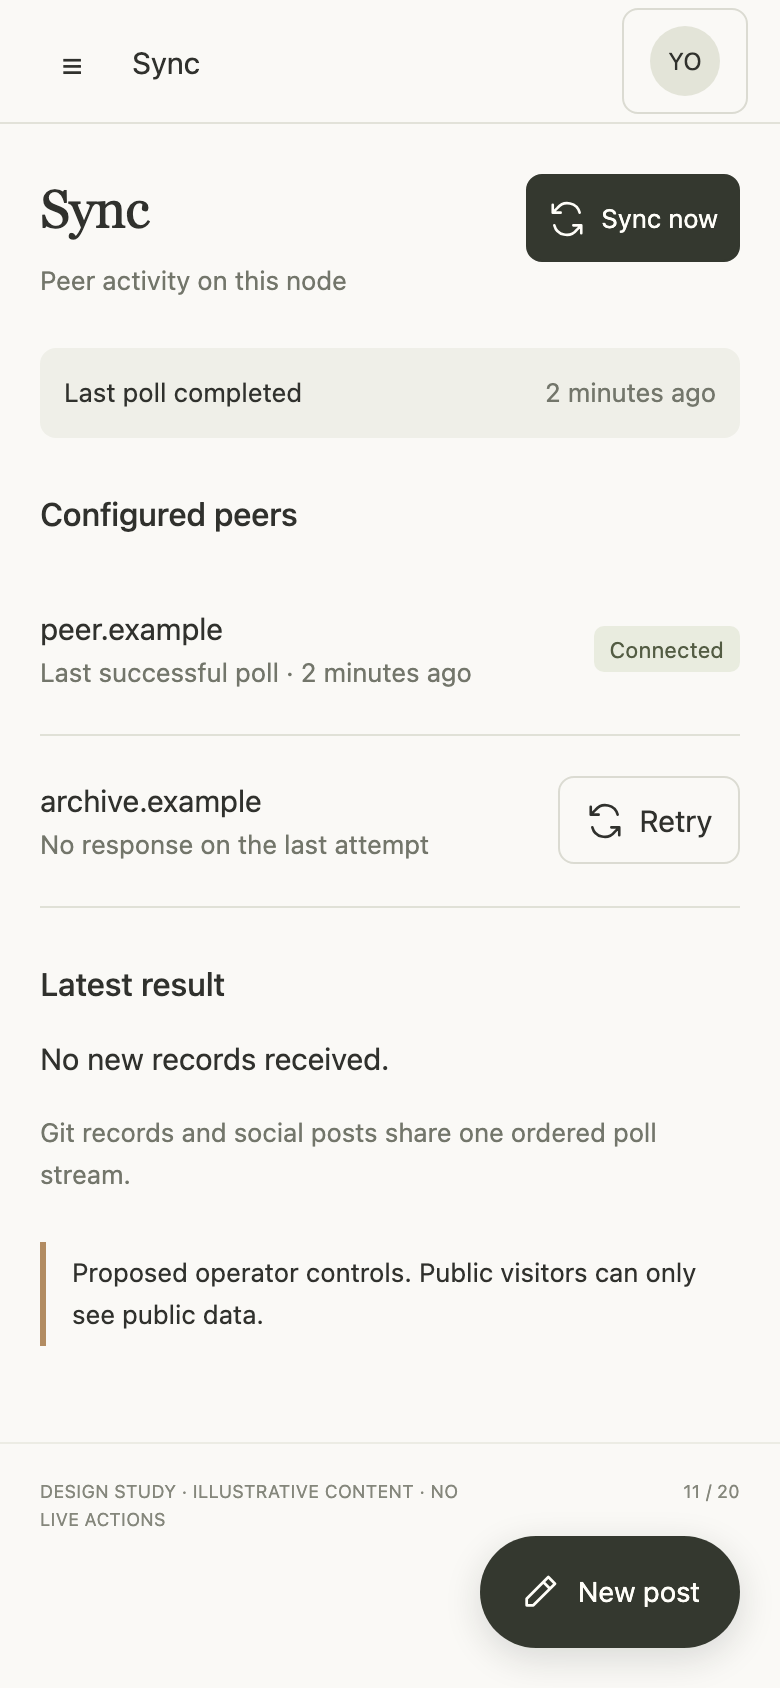 Sync
YO
Sync
Sync now
Peer activity on this node
Last poll completed
2 minutes ago
Configured peers
peer.example
Last successful poll · 2 minutes ago
Connected
archive.example
No response on the last attempt
Retry
Latest result
No new records received.
Git records and social posts share one ordered poll
stream.
Proposed operator controls. Public visitors can only
see public data.
DESIGN STUDY · ILLUSTRATIVE CONTENT · NO
LIVE ACTIONS
11 / 20
New post